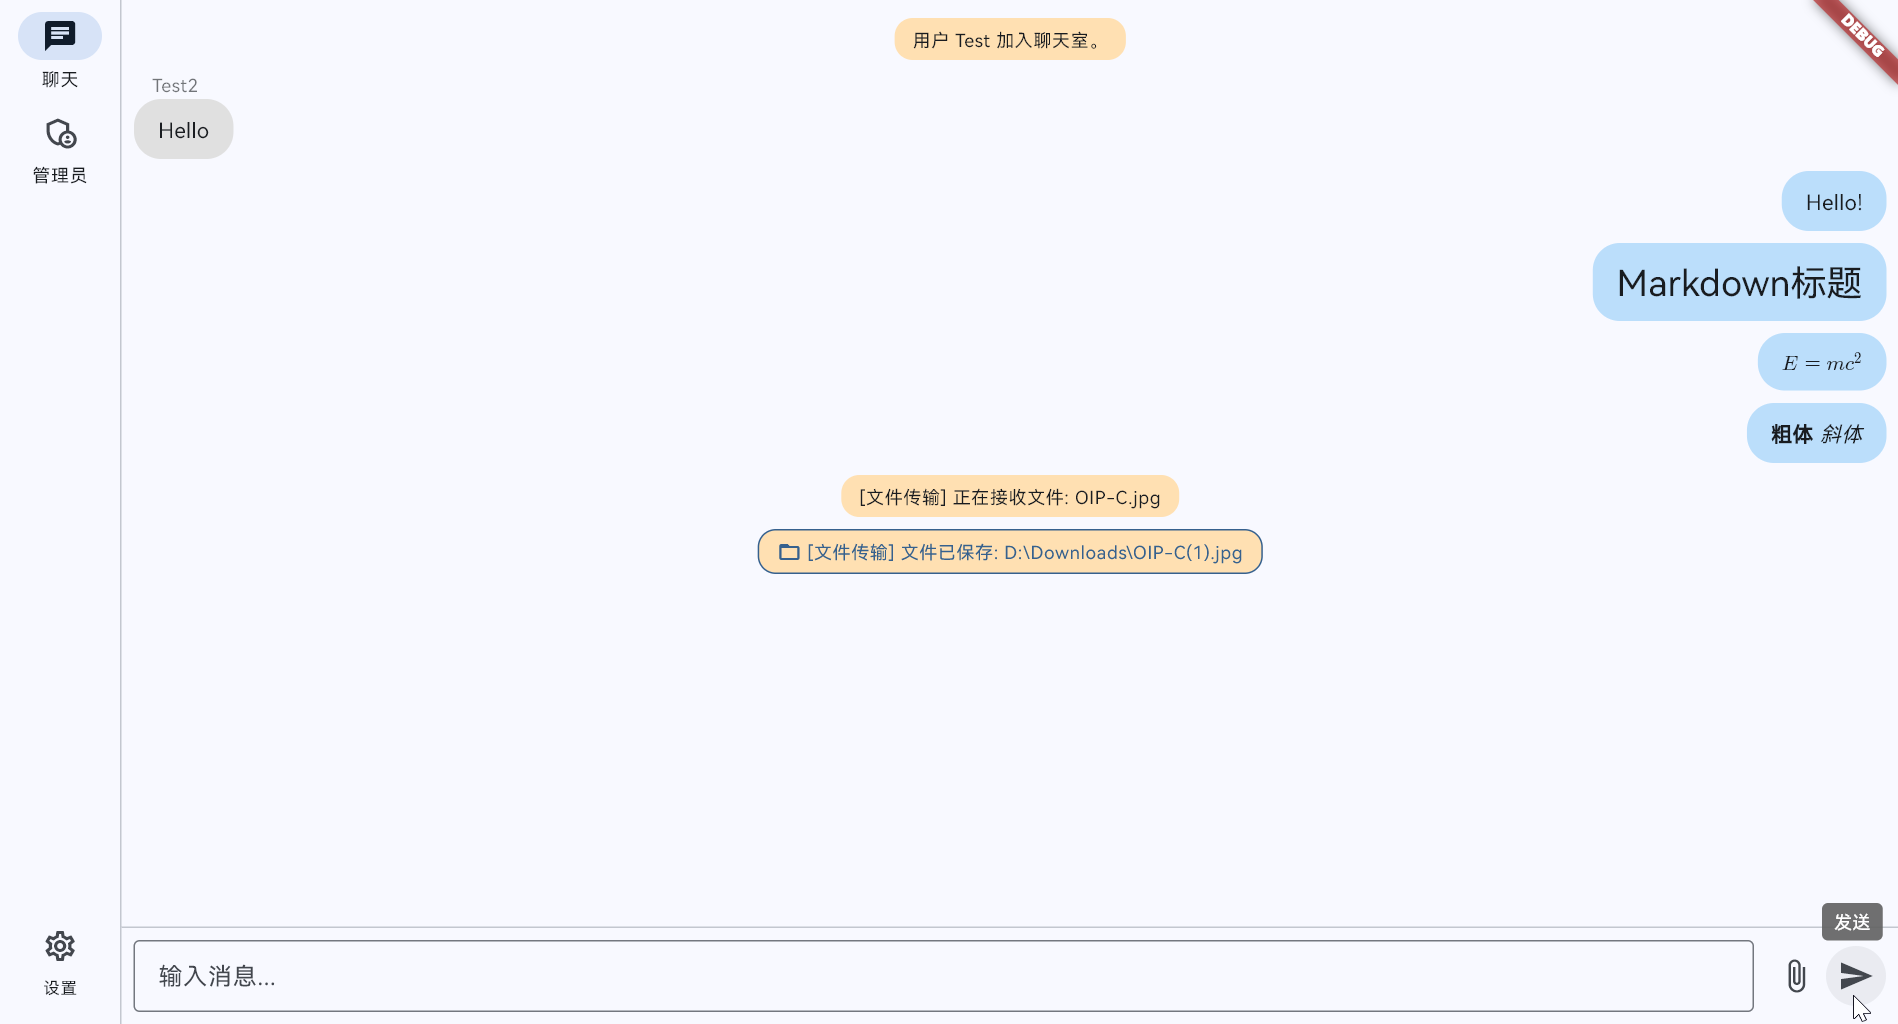 聊天
管理员
设置
用户 Test 加入聊天室。
DEBUG
Test2
Hello
Hello!
Markdown标题
E = mc²
粗体 斜体
[文件传输] 正在接收文件: OIP-C.jpg
[文件传输] 文件已保存: D:\Downloads\OIP-C(1).jpg
发送
输入消息...